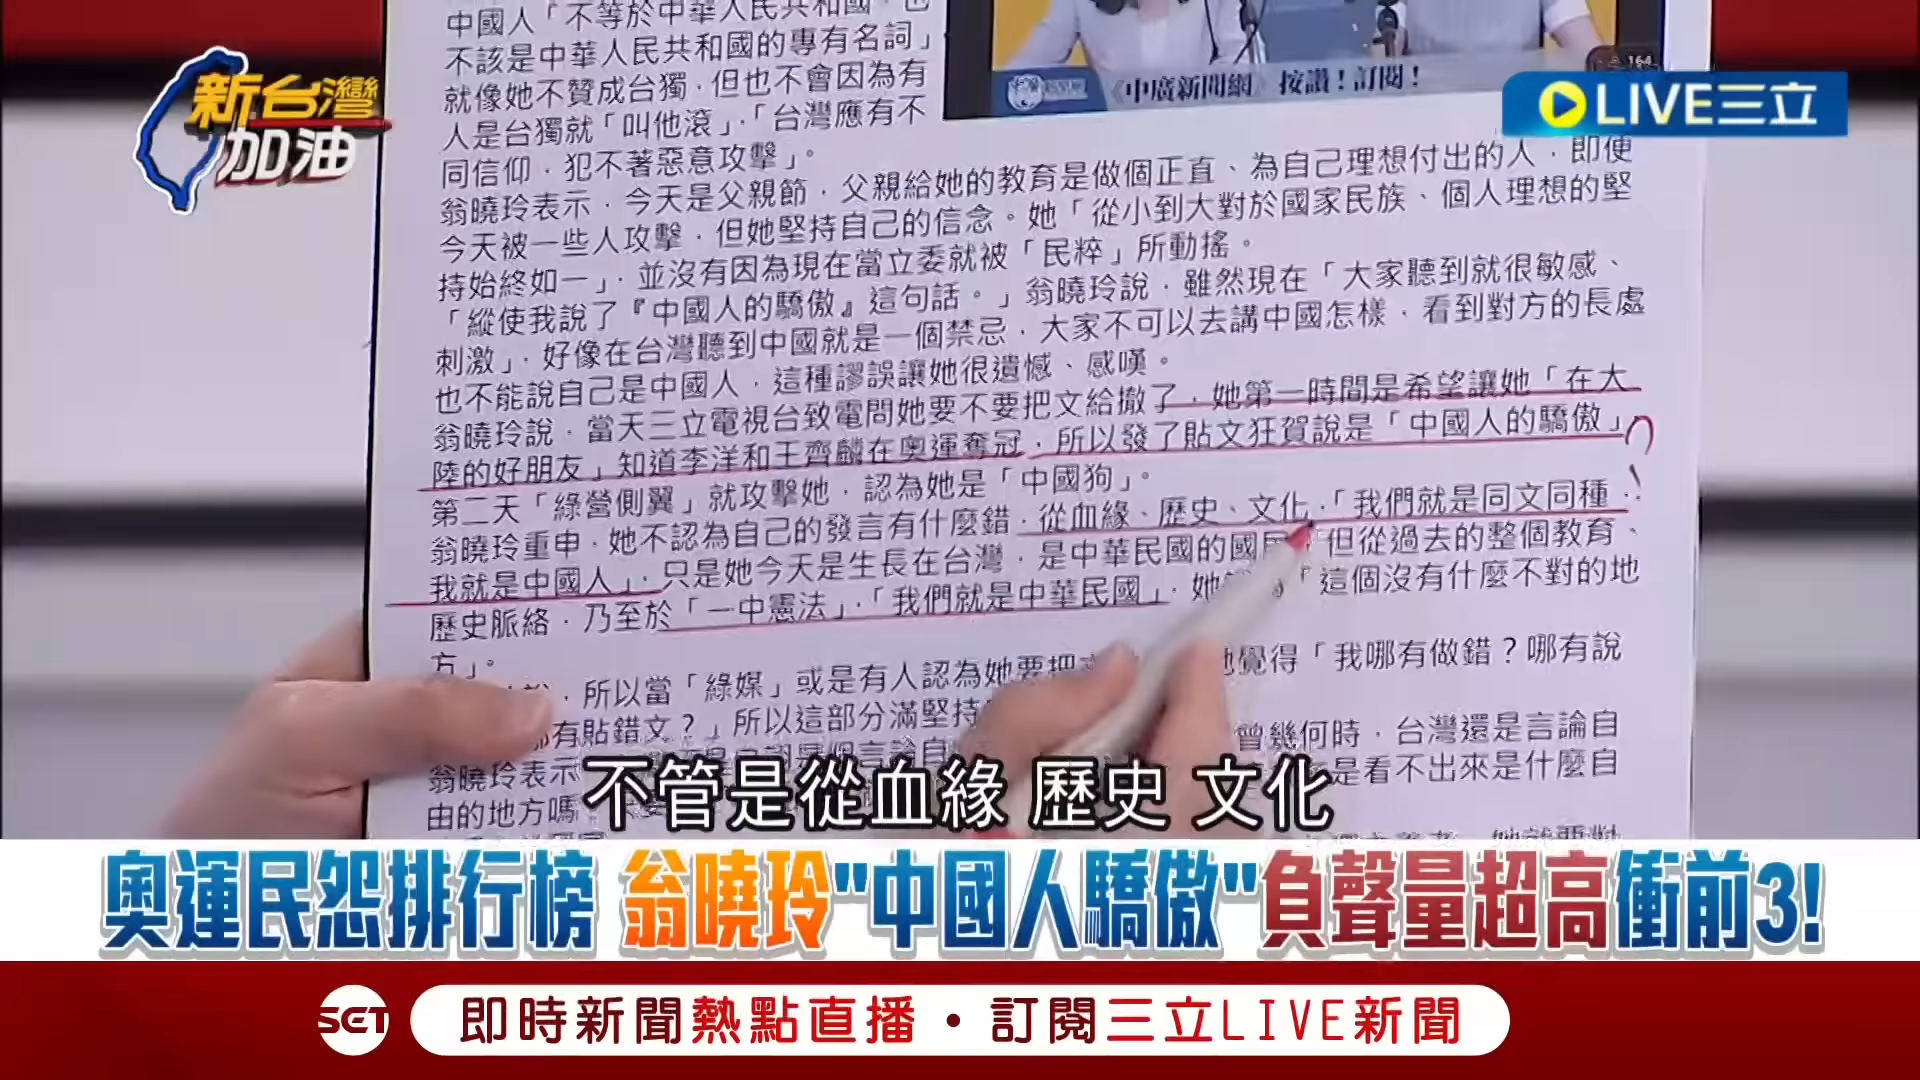 中國人「不等於中華人民共和國，也
不該是中華人民共和國的專有名詞」
就像她不贊成台獨，但也不會因為有
人是台獨就「叫他滾」，「台灣應有不
同信仰，犯不著惡意攻擊」。
《中廣新聞網》按讚！訂閱！
164
LIVE三立
新台灣
加油
翁曉玲表示，今天是父親節，父親給她的教育是做個正直、為自己理想付出的人，即使
今天被一些人攻擊，但她堅持自己的信念。她「從小到大對於國家民族、個人理想的堅
持始終如一」，並沒有因為現在當立委就被「民粹」所動搖。
「縱使我說了『中國人的驕傲』這句話。」翁曉玲說，雖然現在「大家聽到就很敏感、
刺激」，好像在台灣聽到中國就是一個禁忌，大家不可以去講中國怎樣，看到對方的長處
也不能說自己是中國人，這種謬誤讓她很遺憾、感嘆。
翁曉玲說，當天三立電視台致電問她要不要把文給撤了，她第一時間是希望讓她「在大
陸的好朋友」知道李洋和王齊麟在奧運奪冠，所以發了貼文狂賀說是「中國人的驕傲」
第二天「綠營側翼」就攻擊她，認為她是「中國狗」。
翁曉玲重申，她不認為自己的發言有什麼錯，從血緣、歷史、文化，「我們就是同文同種，
我就是中國人」，只是她今天是生長在台灣，是中華民國的國民，但從過去的整個教育、
歷史脈絡，乃至於「一中憲法」，「我們就是中華民國」，她 「這個沒有什麼不對的地
方」。
，所以當「綠媒」或是有人認為她要把 覺得「我哪有做錯？哪有說
有貼錯文？」所以這部分滿堅持 曾幾何時，台灣還是言論自
翁曉玲表示 是看不出來是什麼自
由的地方嗎
不管是從血緣 歷史 文化
奧運民怨排行榜 翁曉玲"中國人驕傲"負聲量超高衝前3!
SET 即時新聞熱點直播・訂閱三立LIVE新聞